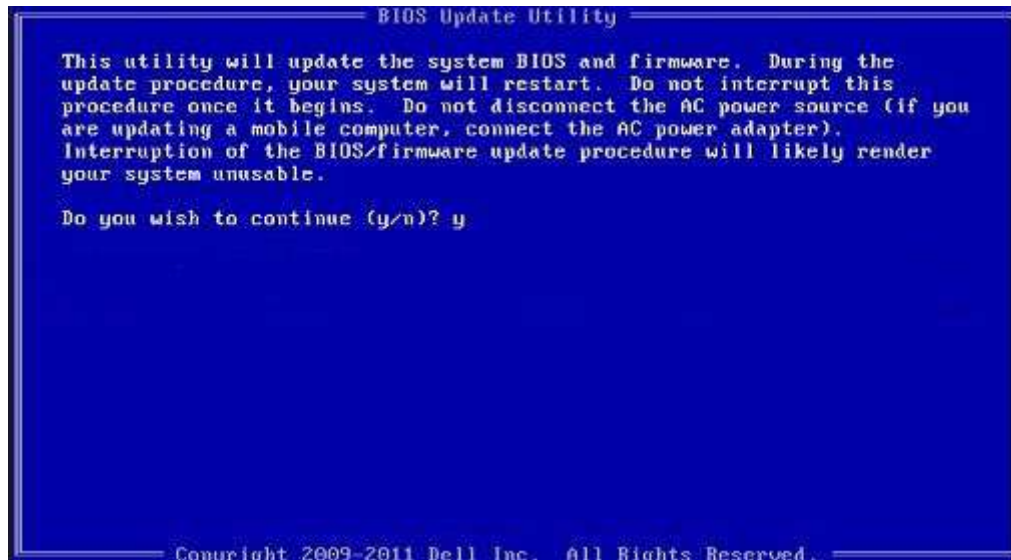 BIOS Update Utility
This utility will update the system BIOS and firmware. During the
update procedure, your system will restart. Do not interrupt this
procedure once it begins. Do not disconnect the AC power source (if you
are updating a mobile computer, connect the AC power adapter).
Interruption of the BIOS/firmware update procedure will likely render
your system unusable.
Do you wish to continue (y/n)? y
Copyright 2009-2011 Dell Inc. All Rights Reserved.